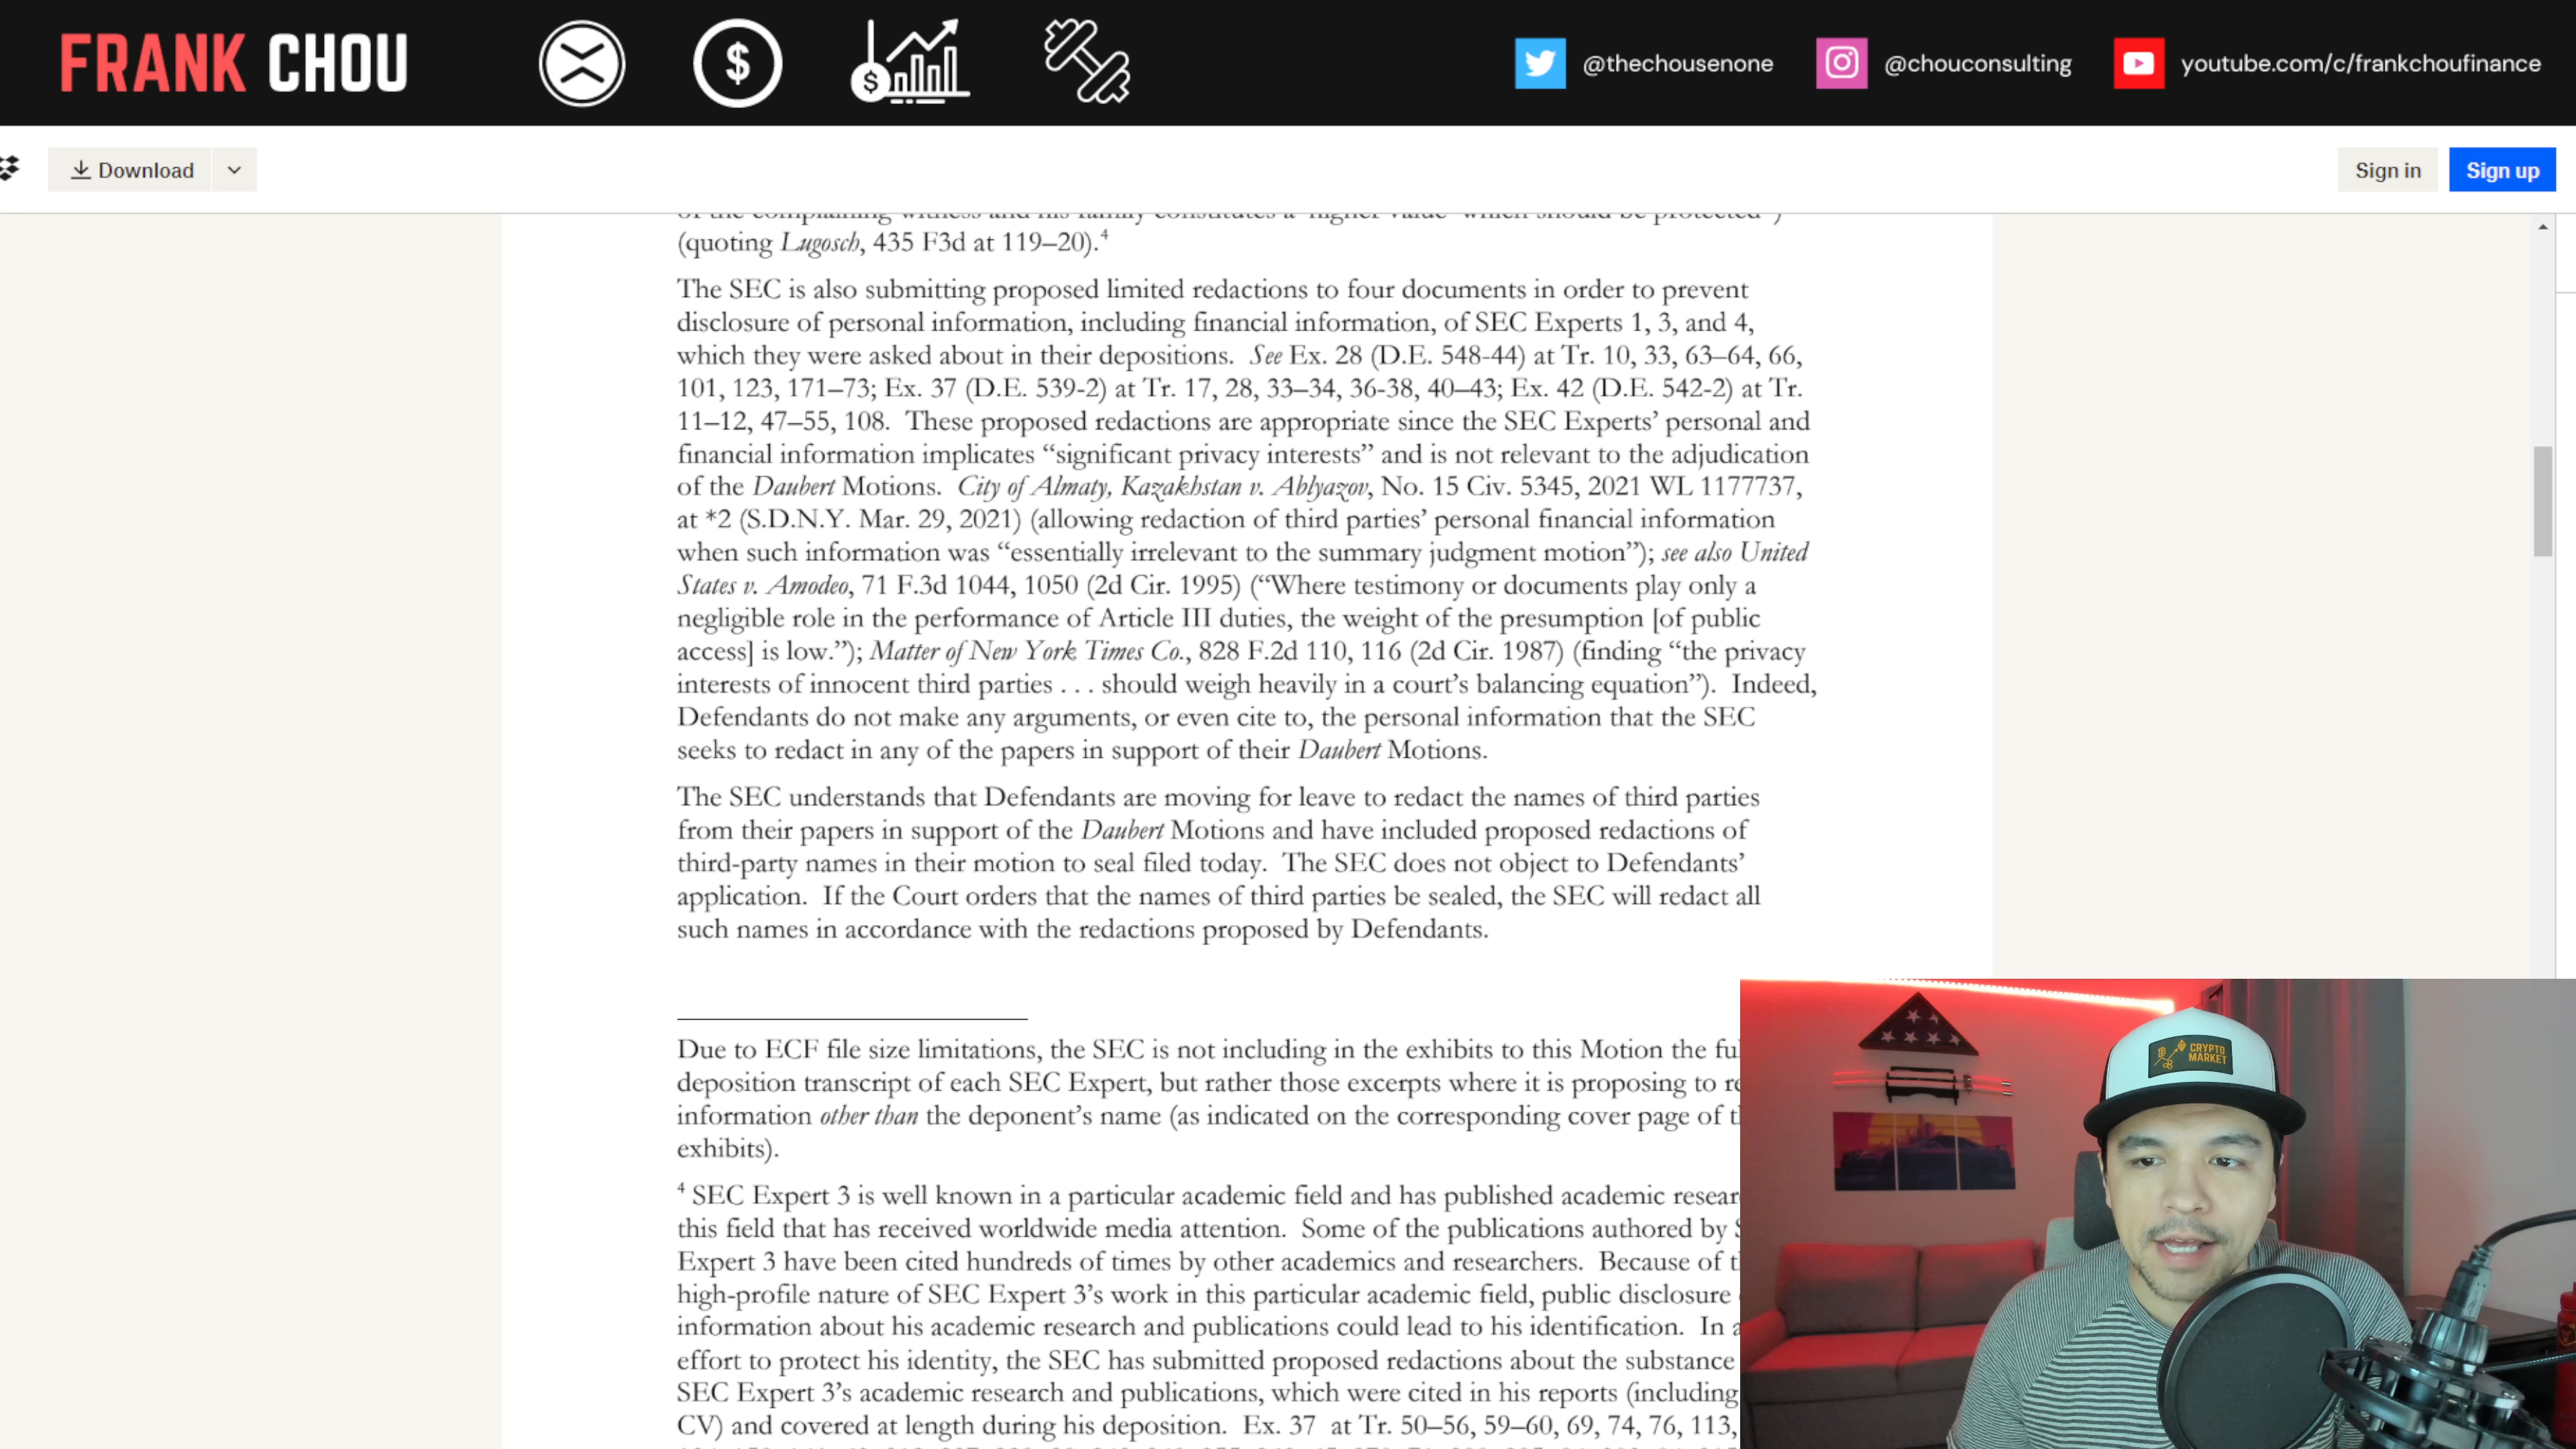 FRANK CHOU
@thechousenone
@chouconsulting
youtube.com/c/frankchoufinance
Download
Sign in
Sign up
of the complaining witness and his family constitutes a 'higher value' which should be protected")
(quoting Lugosch, 435 F3d at 119–20).⁴
The SEC is also submitting proposed limited redactions to four documents in order to prevent
disclosure of personal information, including financial information, of SEC Experts 1, 3, and 4,
which they were asked about in their depositions. See Ex. 28 (D.E. 548-44) at Tr. 10, 33, 63–64, 66,
101, 123, 171–73; Ex. 37 (D.E. 539-2) at Tr. 17, 28, 33–34, 36-38, 40–43; Ex. 42 (D.E. 542-2) at Tr.
11–12, 47–55, 108. These proposed redactions are appropriate since the SEC Experts' personal and
financial information implicates "significant privacy interests" and is not relevant to the adjudication
of the Daubert Motions. City of Almaty, Kazakhstan v. Ablyazov, No. 15 Civ. 5345, 2021 WL 1177737,
at *2 (S.D.N.Y. Mar. 29, 2021) (allowing redaction of third parties' personal financial information
when such information was "essentially irrelevant to the summary judgment motion"); see also United
States v. Amodeo, 71 F.3d 1044, 1050 (2d Cir. 1995) ("Where testimony or documents play only a
negligible role in the performance of Article III duties, the weight of the presumption [of public
access] is low."); Matter of New York Times Co., 828 F.2d 110, 116 (2d Cir. 1987) (finding "the privacy
interests of innocent third parties . . . should weigh heavily in a court's balancing equation"). Indeed,
Defendants do not make any arguments, or even cite to, the personal information that the SEC
seeks to redact in any of the papers in support of their Daubert Motions.
The SEC understands that Defendants are moving for leave to redact the names of third parties
from their papers in support of the Daubert Motions and have included proposed redactions of
third-party names in their motion to seal filed today. The SEC does not object to Defendants'
application. If the Court orders that the names of third parties be sealed, the SEC will redact all
such names in accordance with the redactions proposed by Defendants.
Due to ECF file size limitations, the SEC is not including in the exhibits to this Motion the
deposition transcript of each SEC Expert, but rather those excerpts where it is proposing to
information other than the deponent's name (as indicated on the corresponding cover page of
exhibits).
⁴ SEC Expert 3 is well known in a particular academic field and has published academic
this field that has received worldwide media attention. Some of the publications authored by
Expert 3 have been cited hundreds of times by other academics and researchers. Because of
high-profile nature of SEC Expert 3's work in this particular academic field, public disclosure
information about his academic research and publications could lead to his identification. In
effort to protect his identity, the SEC has submitted proposed redactions about the substance
SEC Expert 3's academic research and publications, which were cited in his reports (including
CV) and covered at length during his deposition. Ex. 37 at Tr. 50–56, 59–60, 69, 74, 76, 113,
CRYPTO
MARKET